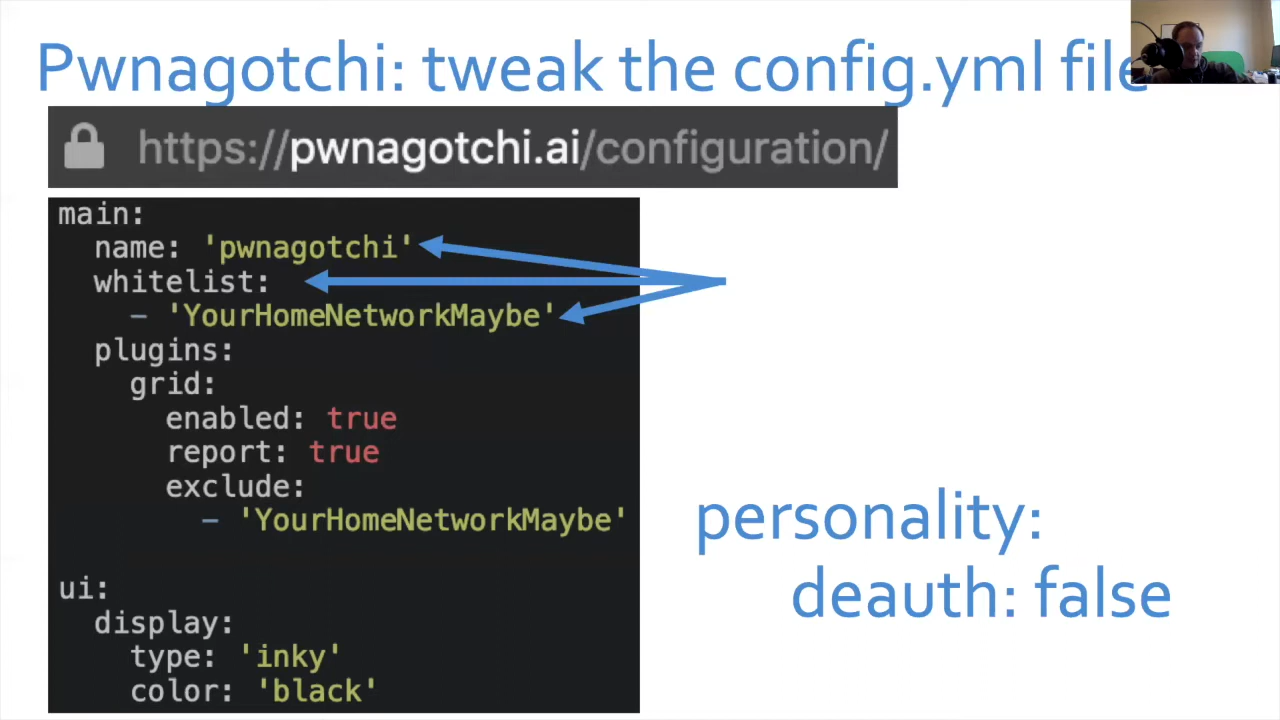 Pwnagotchi: tweak the config.yml file
https://pwnagotchi.ai/configuration/
main:
name: 'pwnagotchi'
whitelist:
- 'YourHomeNetworkMaybe'
plugins:
grid:
enabled: true
report: true
exclude:
- 'YourHomeNetworkMaybe'
ui:
display:
type: 'inky'
color: 'black'
personality:
deauth: false